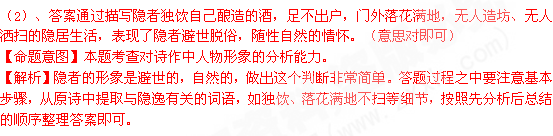 （2）、答案通过描写隐者独饮自己酿造的酒，足不出户，门外落花满地，无人造坊、无人
洒扫的隐居生活，表现了隐者避世脱俗，随性自然的情怀。（意思对即可）
【命题意图】本题考查对诗作中人物形象的分析能力。
【解析】隐者的形象是避世的，自然的，做出这个判断非常简单。答题过程之中要注意基本
步骤，从原诗中提取与隐逸有关的词语，如独饮、落花满地不扫等细节，按照先分析后总结
的顺序整理答案即可。